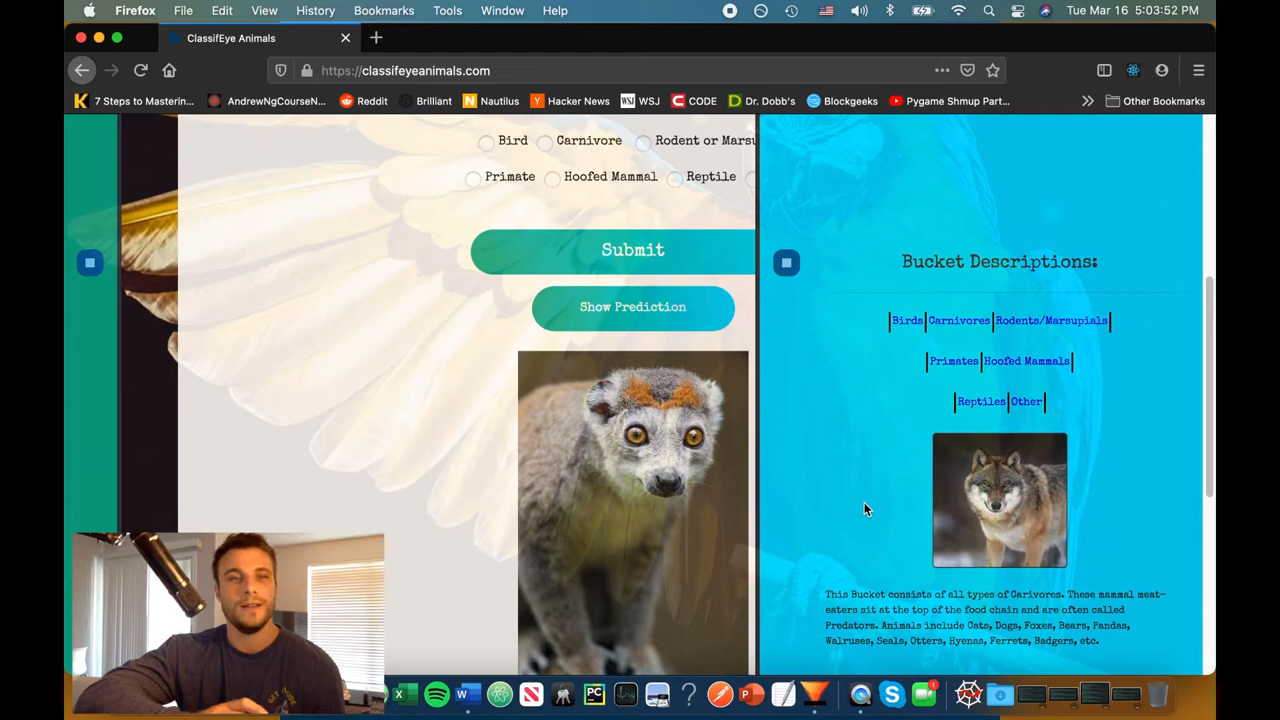 Firefox File Edit View History Bookmarks Tools Window Help Tue Mar 16 5:03:52 PM
ClassifEye Animals
https://classifeyeanimals.com
7 Steps to Masterin... AndrewNgCourseN... Reddit Brilliant Nautilus Hacker News WSJ CODE Dr. Dobb's Blockgeeks Pygame Shmup Part... Other Bookmarks
Bird Carnivore Rodent or Marsu
Primate Hoofed Mammal Reptile
Submit
Show Prediction
Bucket Descriptions:
Birds Carnivores Rodents/Marsupials
Primates Hoofed Mammals
Reptiles Other
This Bucket consists of all types of Carivores. These mammal meat-
eaters sit at the top of the food chain and are often called
Predators. Animals include Cats, Dogs, Foxes, Bears, Pandas,
Walruses, Seals, Otters, Hyenas, Ferrets, Badgers, etc.